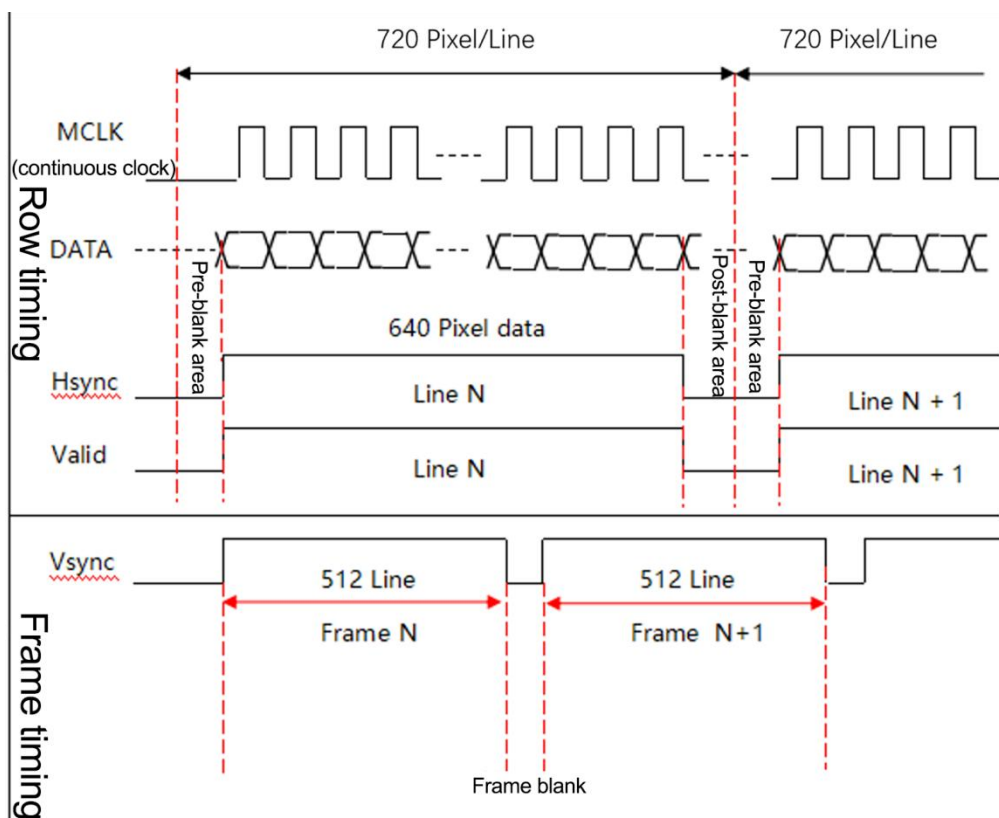 720 Pixel/Line
720 Pixel/Line
MCLK
(continuous clock)
Row timing
DATA
Pre-blank area
Post-blank area
Pre-blank area
640 Pixel data
Hsync
Line N
Line N + 1
Valid
Line N
Line N + 1
Vsync
512 Line
512 Line
Frame N
Frame N+1
Frame timing
Frame blank